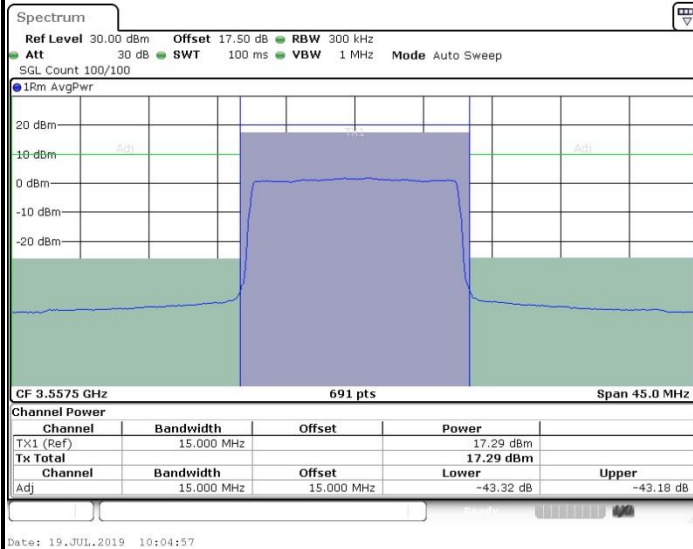 Spectrum
Ref Level 30.00 dBm Offset 17.50 dB RBW 300 kHz
Att 30 dB SWT 100 ms VBW 1 MHz Mode Auto Sweep
SGL Count 100/100
1Rm AvgPwr
20 dBm
Adj Tx1 Adj
10 dBm
0 dBm
-10 dBm
-20 dBm
CF 3.5575 GHz 691 pts Span 45.0 MHz
Channel Power
Channel Bandwidth Offset Power
TX1 (Ref) 15.000 MHz 17.29 dBm
Tx Total 17.29 dBm
Channel Bandwidth Offset Lower Upper
Adj 15.000 MHz 15.000 MHz -43.32 dB -43.18 dB
Ready
Date: 19.JUL.2019 10:04:57